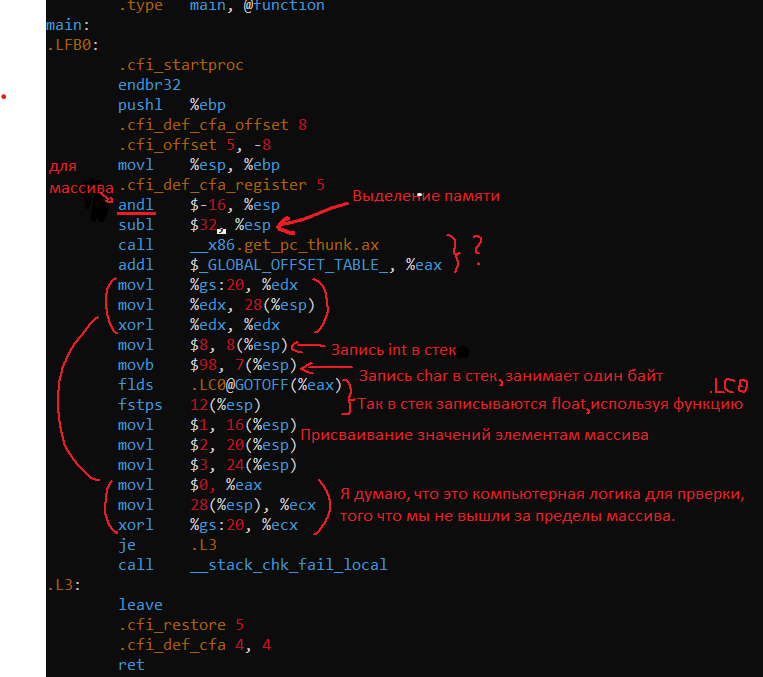 .type main, @function
main:
.LFB0:
.cfi_startproc
endbr32
pushl %ebp
.cfi_def_cfa_offset 8
.cfi_offset 5, -8
для
movl %esp, %ebp
массива
.cfi_def_cfa_register 5
Выделение памяти
andl $-16, %esp
subl $32, %esp
call __x86.get_pc_thunk.ax
?
addl $_GLOBAL_OFFSET_TABLE_, %eax
movl %gs:20, %edx
movl %edx, 28(%esp)
xorl %edx, %edx
movl $8, 8(%esp) Запись int в стек
movb $98, 7(%esp) Запись char в стек,занимает один байт
flds .LC0@GOTOFF(%eax) .LC0
fstps 12(%esp) Так в стек записываются float,используя функцию
movl $1, 16(%esp) Присваивание значений элементам массива
movl $2, 20(%esp)
movl $3, 24(%esp)
movl $0, %eax
movl 28(%esp), %ecx Я думаю, что это компьютерная логика для прверки,
xorl %gs:20, %ecx того что мы не вышли за пределы массива.
je .L3
call __stack_chk_fail_local
.L3:
leave
.cfi_restore 5
.cfi_def_cfa 4, 4
ret